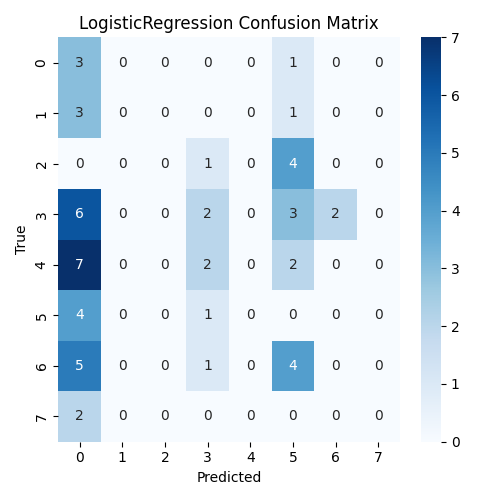 LogisticRegression Confusion Matrix
7
0 3 0 0 0 0 1 0 0
1 3 0 0 0 0 1 0 0
6
2 0 0 0 1 0 4 0 0
5
3 6 0 0 2 0 3 2 0
4
True
4 7 0 0 2 0 2 0 0
3
5 4 0 0 1 0 0 0 0
2
6 5 0 0 1 0 4 0 0
1
7 2 0 0 0 0 0 0 0
0
0 1 2 3 4 5 6 7
Predicted